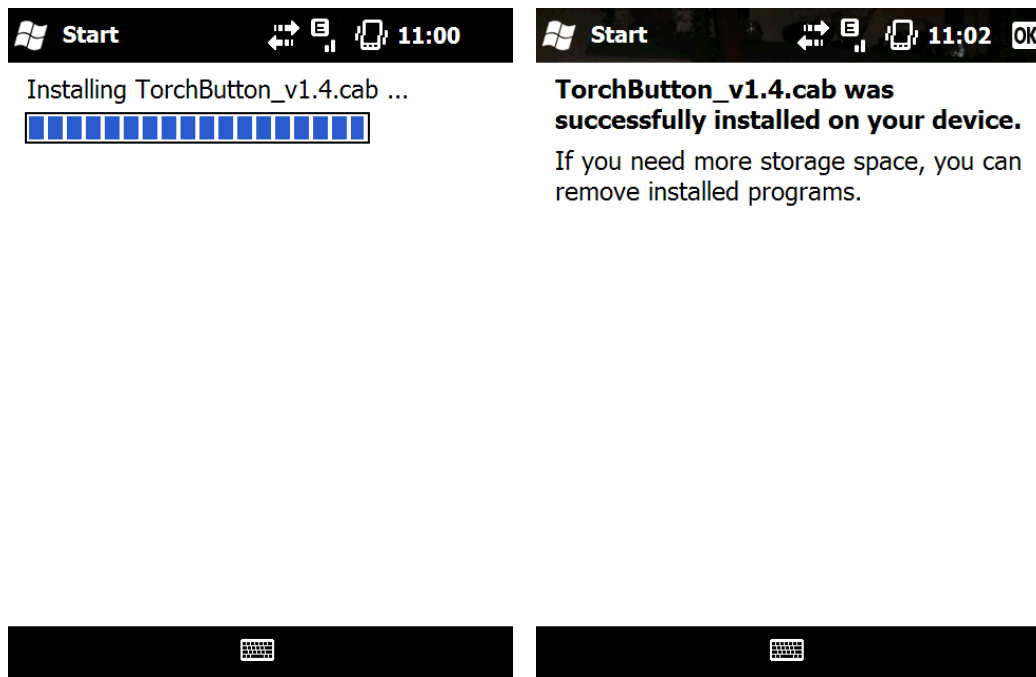 Start E 11:00
Installing TorchButton_v1.4.cab ...
Start E 11:02 OK
TorchButton_v1.4.cab was
successfully installed on your device.
If you need more storage space, you can
remove installed programs.